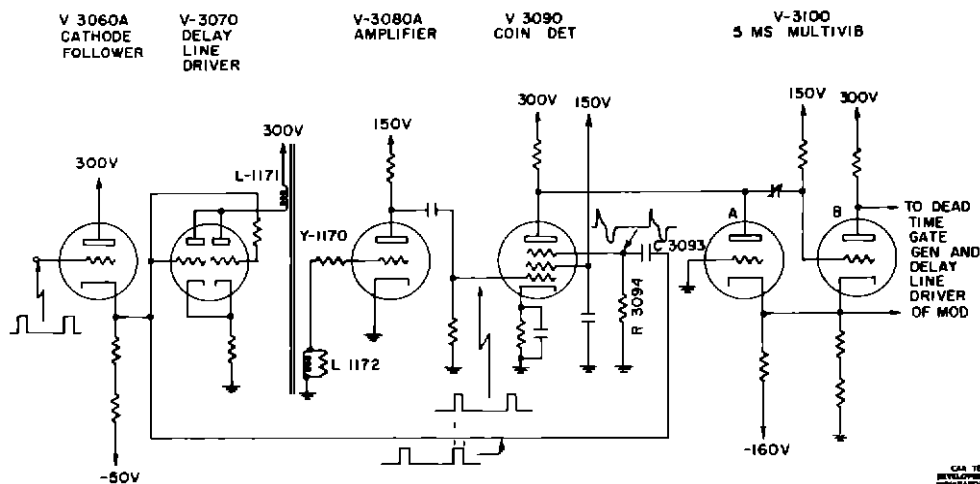 V 3060A
CATHODE
FOLLOWER
V-3070
DELAY
LINE
DRIVER
V-3080A
AMPLIFIER
V 3090
COIN DET
V-3100
5 MS MULTIVIB
300V
300V
L-1171
150V
Y-1170
L 1172
300V
150V
C 3093
R 3094
150V
300V
A
B
TO DEAD
TIME
GATE
GEN AND
DELAY
LINE
DRIVER
OF MOD
-50V
-160V